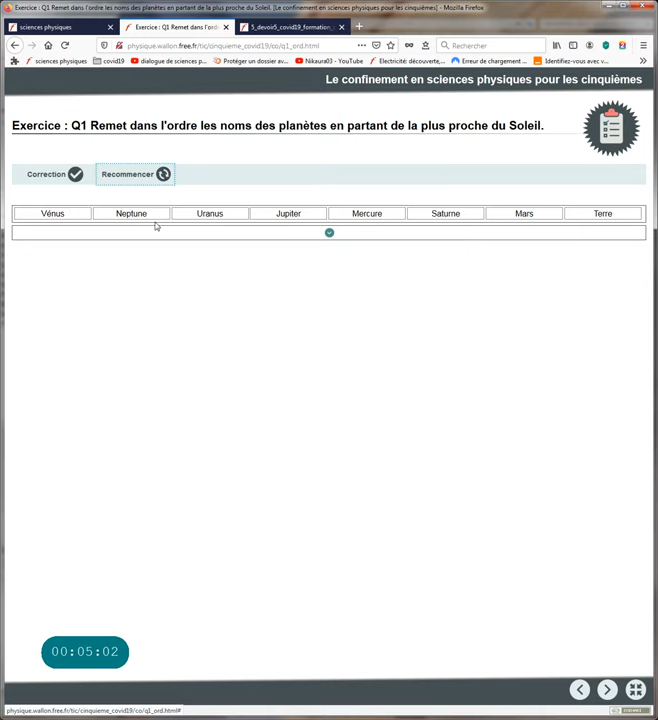 Exercice : Q1 Remet dans l'ordre les noms des planètes en partant de la plus proche du Soleil. [Le confinement en sciences physiques pour les cinquièmes] - Mozilla Firefox
sciences physiques
Exercice : Q1 Remet dans l'ordr
5_devoir5_covid19_formation_
physique.wallon.free.fr/tic/cinquieme_covid19/co/q1_ord.html
Rechercher
sciences physiques
covid19
dialogue de sciences p...
Protéger un dossier av...
Nikaura03 - YouTube
Electricité: découverte,...
Erreur de chargement ...
Identifiez-vous avec v...
Le confinement en sciences physiques pour les cinquièmes
Exercice : Q1 Remet dans l'ordre les noms des planètes en partant de la plus proche du Soleil.
Correction
Recommencer
Vénus Neptune Uranus Jupiter Mercure Saturne Mars Terre
00:05:02
physique.wallon.free.fr/tic/cinquieme_covid19/co/q1_ord.html#